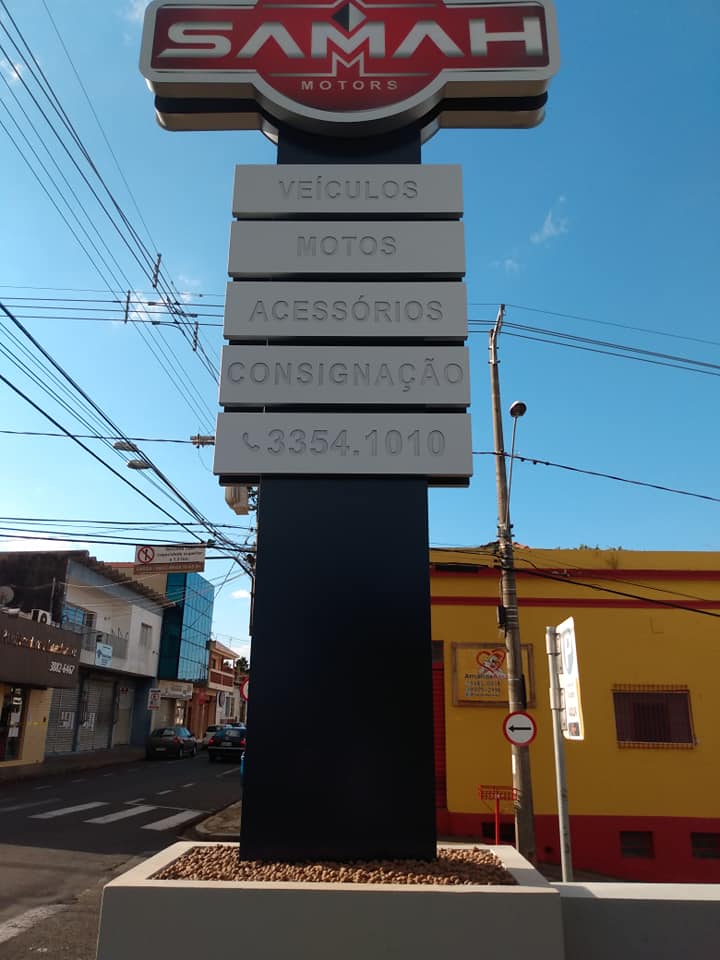 SAMAH
MOTORS
VEÍCULOS
MOTOS
ACESSÓRIOS
CONSIGNAÇÃO
3354.1010